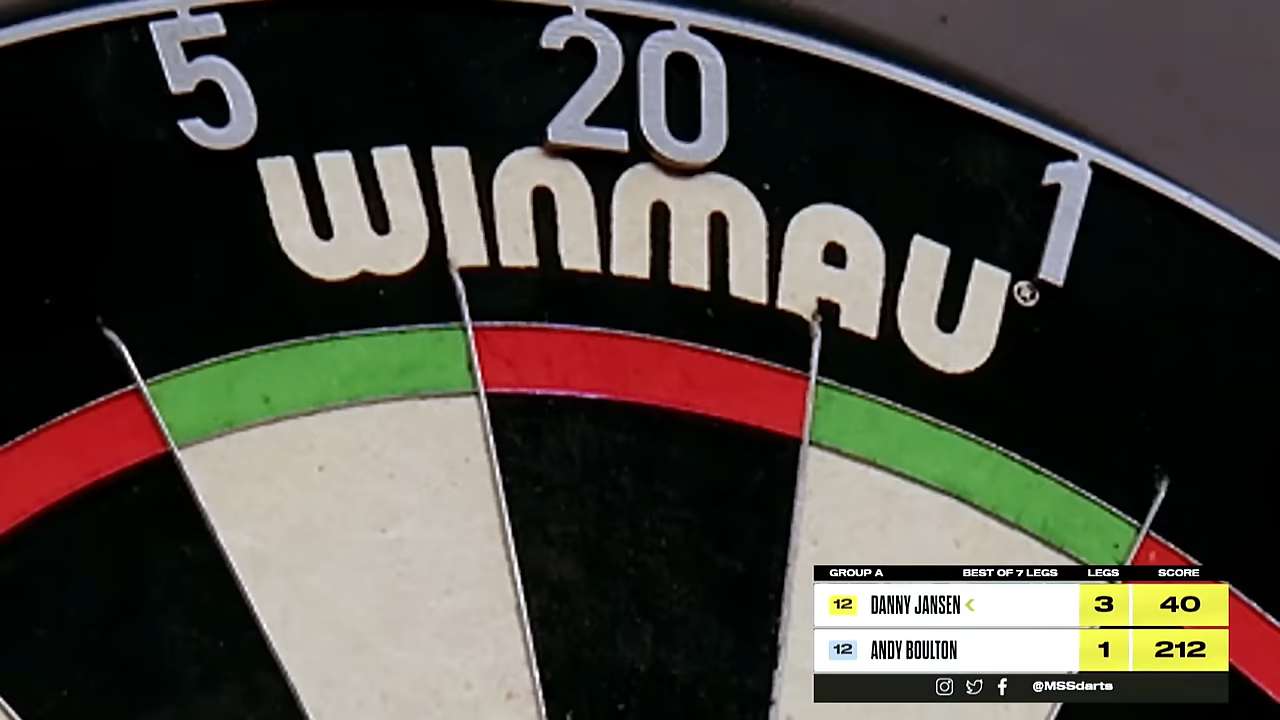 5 20 1
WINMAU®
GROUP A BEST OF 7 LEGS LEGS SCORE
12 DANNY JANSEN 3 40
12 ANDY BOULTON 1 212
@MSSdarts